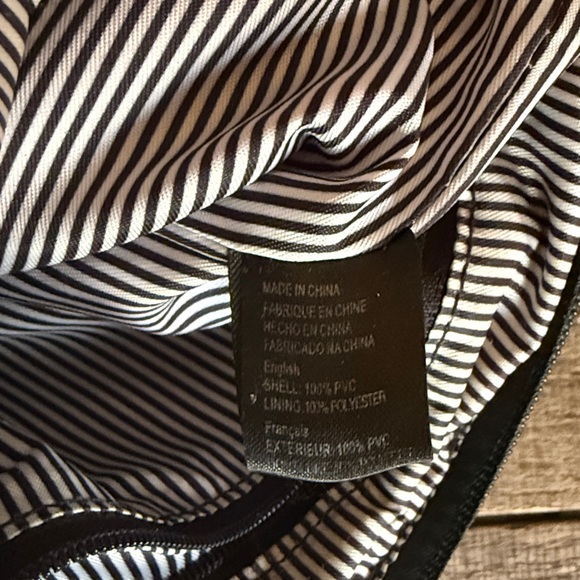 MADE IN CHINA
FABRIQUE EN CHINE
HECHO EN CHINA
FABRICADO NA CHINA
English
SHELL: 100% PVC
LINING: 100% POLYESTER
Français
EXTÉRIEUR: 100% PVC